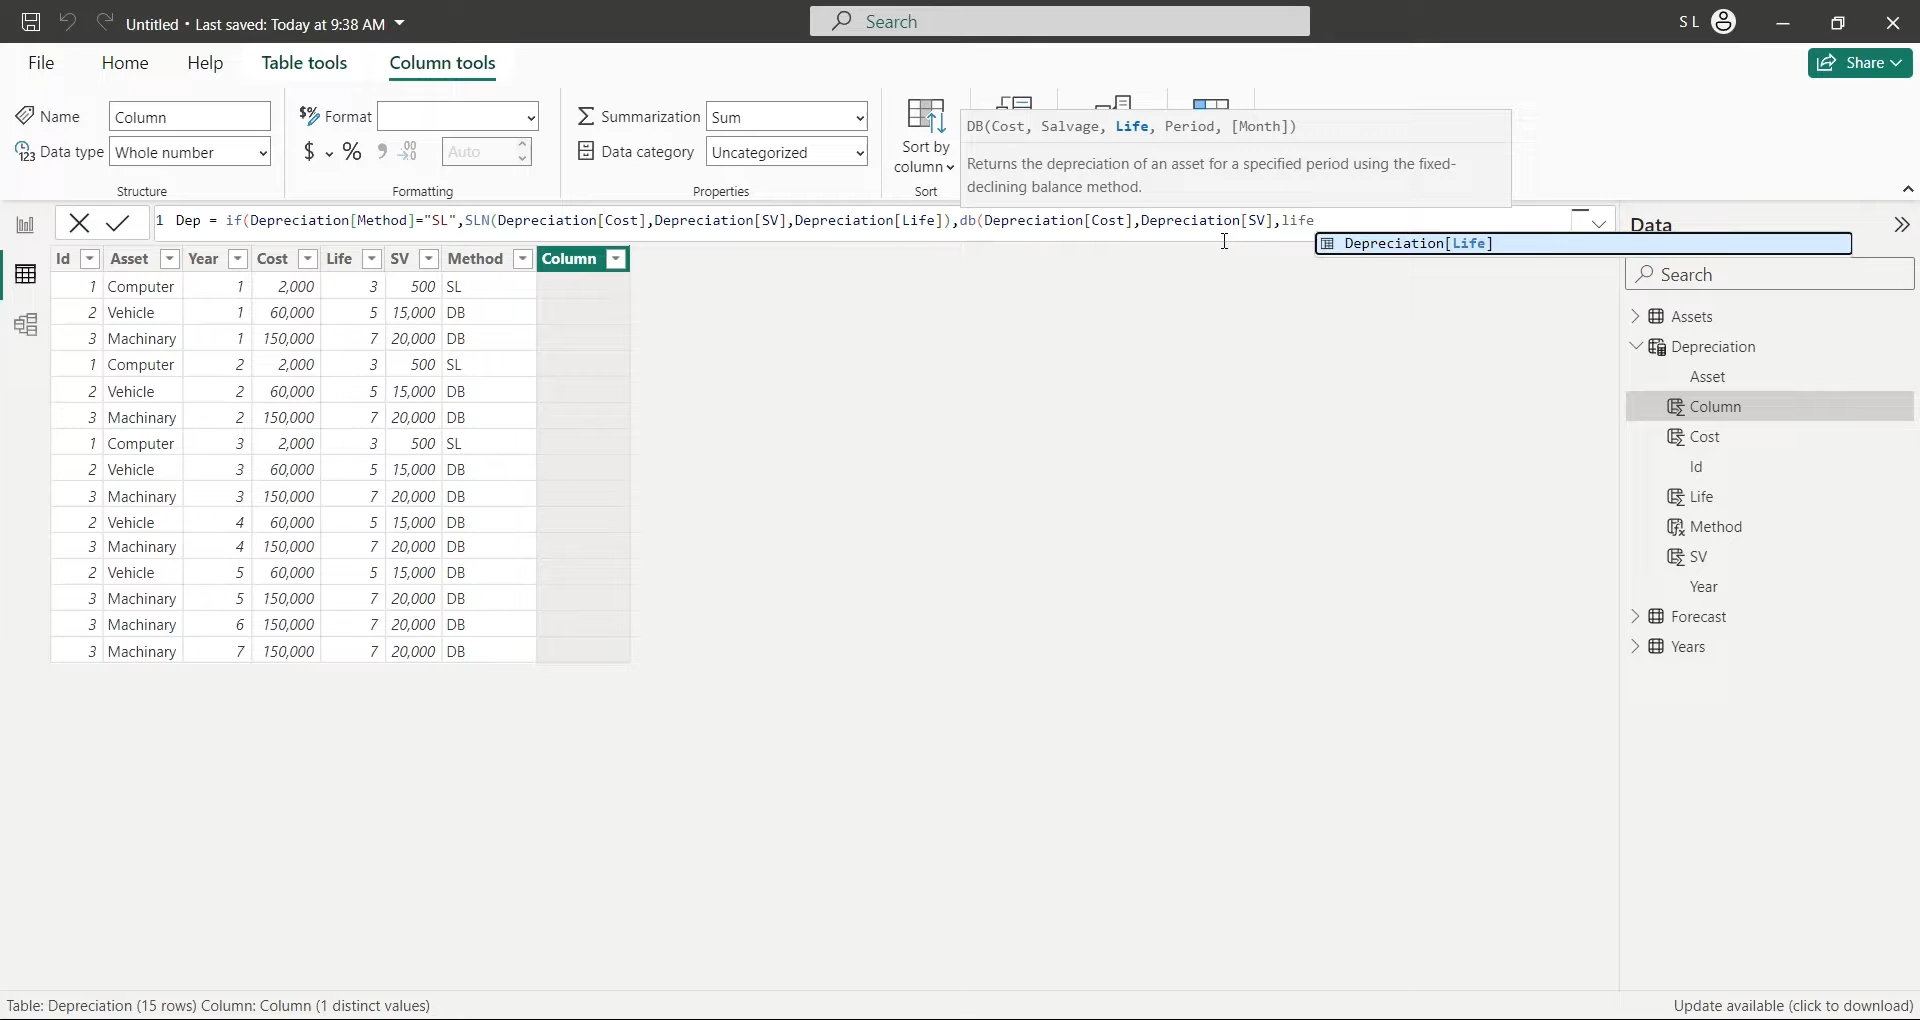 Untitled • Last saved: Today at 9:38 AM
Search
S L
File Home Help Table tools Column tools
Share
Name Column
Data type Whole number
Structure
Format
$ % Auto
Formatting
Summarization Sum
Data category Uncategorized
Properties
Sort by
column
Sort
DB(Cost, Salvage, Life, Period, [Month])
Returns the depreciation of an asset for a specified period using the fixed-
declining balance method.
1 Dep = if(Depreciation[Method]="SL",SLN(Depreciation[Cost],Depreciation[SV],Depreciation[Life]),db(Depreciation[Cost],Depreciation[SV],life
Depreciation[Life]
Id Asset Year Cost Life SV Method Column
1 Computer 1 2,000 3 500 SL
2 Vehicle 1 60,000 5 15,000 DB
3 Machinary 1 150,000 7 20,000 DB
1 Computer 2 2,000 3 500 SL
2 Vehicle 2 60,000 5 15,000 DB
3 Machinary 2 150,000 7 20,000 DB
1 Computer 3 2,000 3 500 SL
2 Vehicle 3 60,000 5 15,000 DB
3 Machinary 3 150,000 7 20,000 DB
2 Vehicle 4 60,000 5 15,000 DB
3 Machinary 4 150,000 7 20,000 DB
2 Vehicle 5 60,000 5 15,000 DB
3 Machinary 5 150,000 7 20,000 DB
3 Machinary 6 150,000 7 20,000 DB
3 Machinary 7 150,000 7 20,000 DB
Data
Search
Assets
Depreciation
Asset
Column
Cost
Id
Life
Method
SV
Year
Forecast
Years
Table: Depreciation (15 rows) Column: Column (1 distinct values)
Update available (click to download)